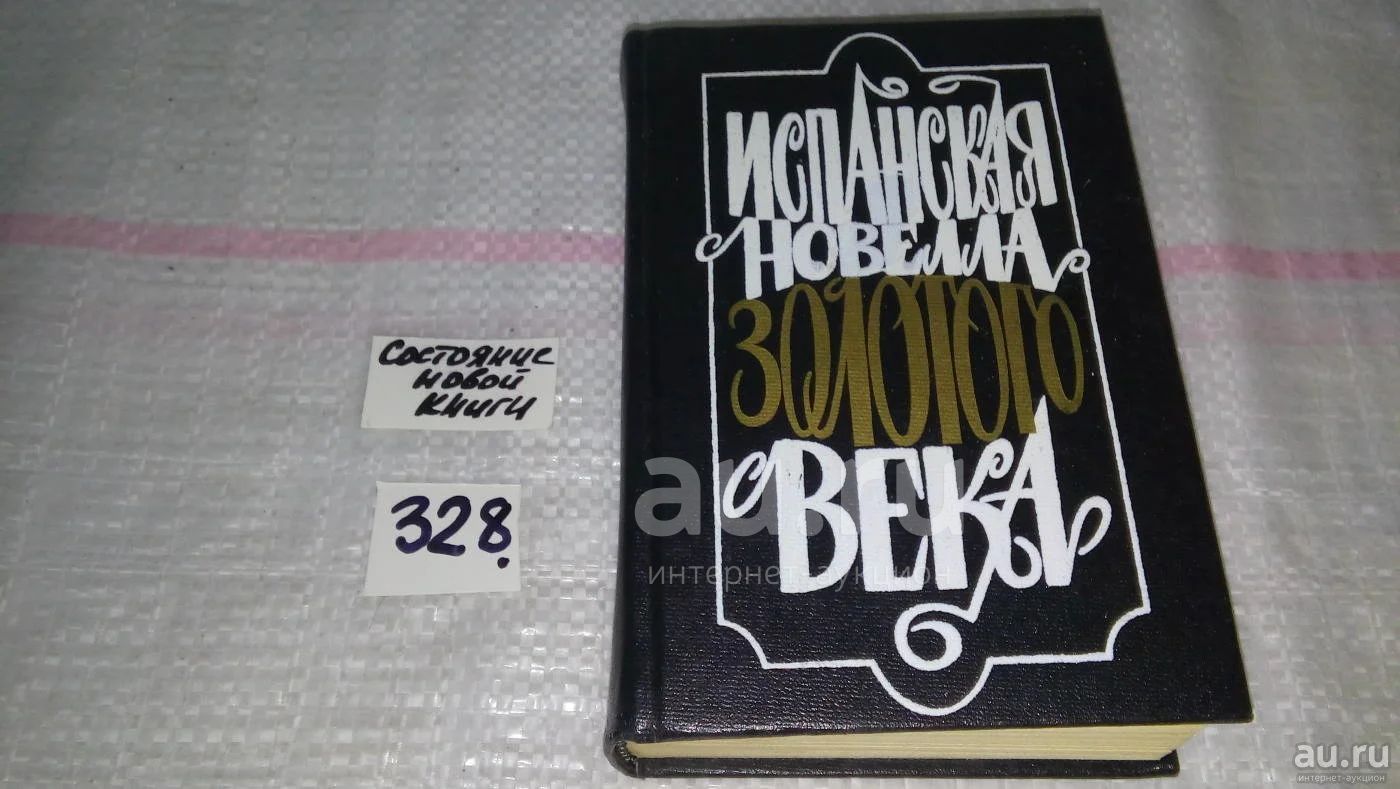 ИСПАНСКАЯ
НОВЕЛЛА
ЗОЛОТОГО
ВЕКА
Состояние
новой
книги
328.
au.ru
интернет-аукцион
au.ru
интернет-аукцион